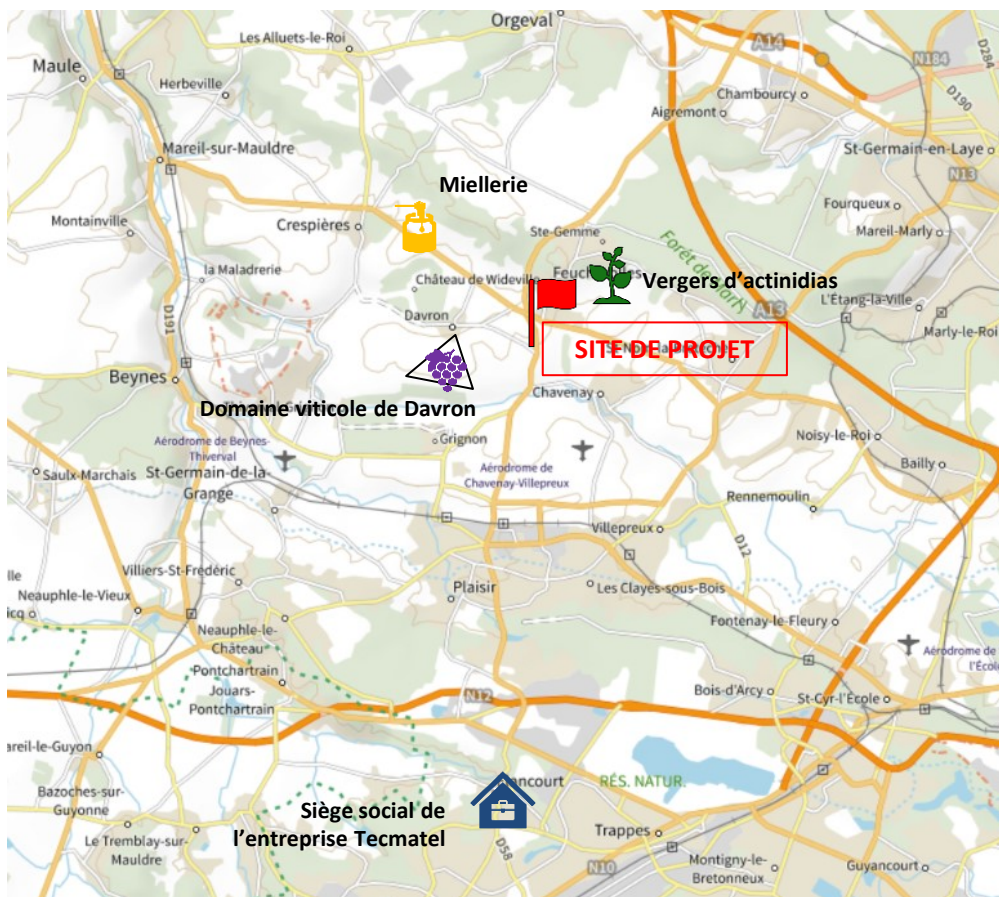 Orgeval
Les Alluets-le-Roi
A14
N184
D284
Maule
Herbeville
Chambourcy
D190
Aigremont
Mareil-sur-Mauldre
St-Germain-en-Laye
N13
Miellerie
Fourqueux
Montainville
Crespières
Ste-Gemme
Mareil-Marly
la Maladrerie
Château de Wideville
Vergers d’actinidias
A13
L'Étang-la-Ville
D191
Davron
Marly-le-Roi
SITE DE PROJET
Beynes
Chavenay
Domaine viticole de Davron
Aérodrome de Beynes-
Thiverval
Grignon
Noisy-le-Roi
Saulx-Marchais
St-Germain-de-la-
Grange
Aérodrome de
Chavenay-Villepreux
Bailly
Rennemoulin
Villepreux
D12
Villiers-St-Frédéric
Plaisir
Les Clayes-sous-Bois
Neauphle-le-Vieux
Fontenay-le-Fleury
Neauphle-le-
Château
Aérodrome de
l'École
Pontchartrain
Jouars-
Pontchartrain
N12
Bois-d'Arcy
St-Cyr-l'École
areil-le-Guyon
Bazoches-sur-
Guyonne
RÉS. NATUR.
Siège social de
l’entreprise Tecmatel
Le Tremblay-sur-
Mauldre
D58
Trappes
N10
Montigny-le-
Bretonneux
Guyancourt